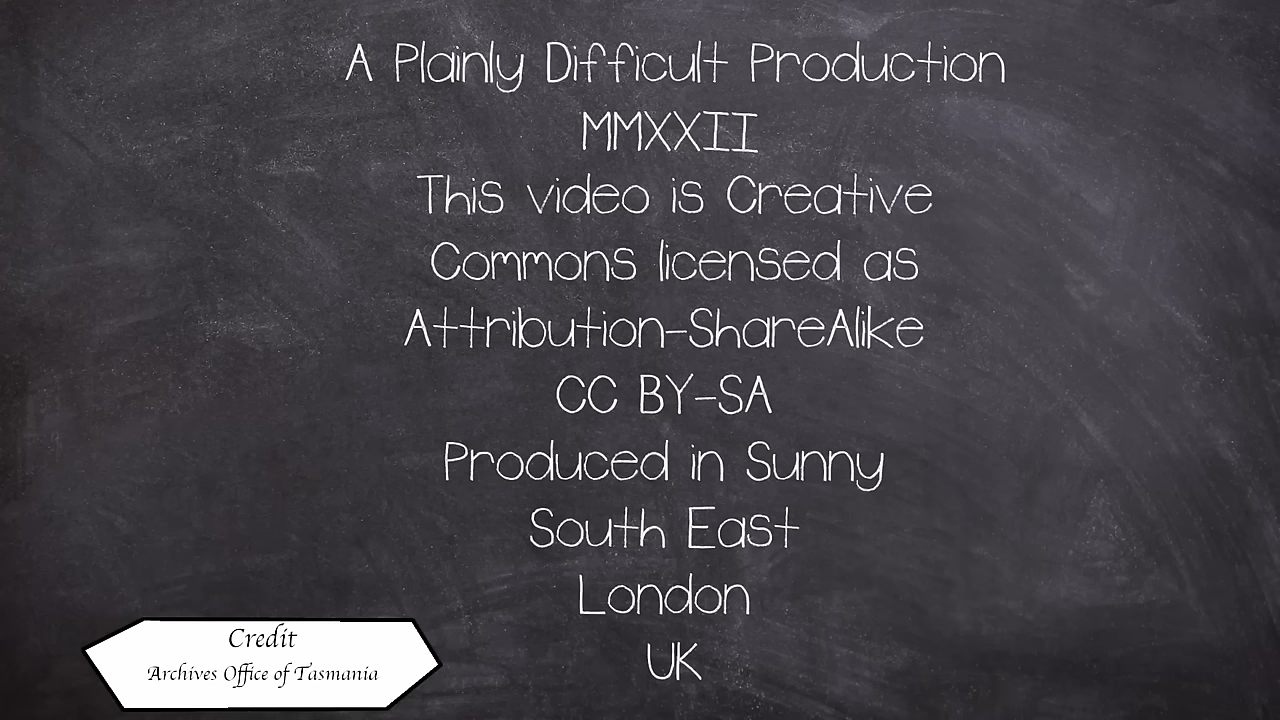 A Plainly Difficult Production
MMXXII
This video is Creative
Commons licensed as
Attribution-ShareAlike
CC BY-SA
Produced in Sunny
South East
London
UK
Credit
Archives Office of Tasmania